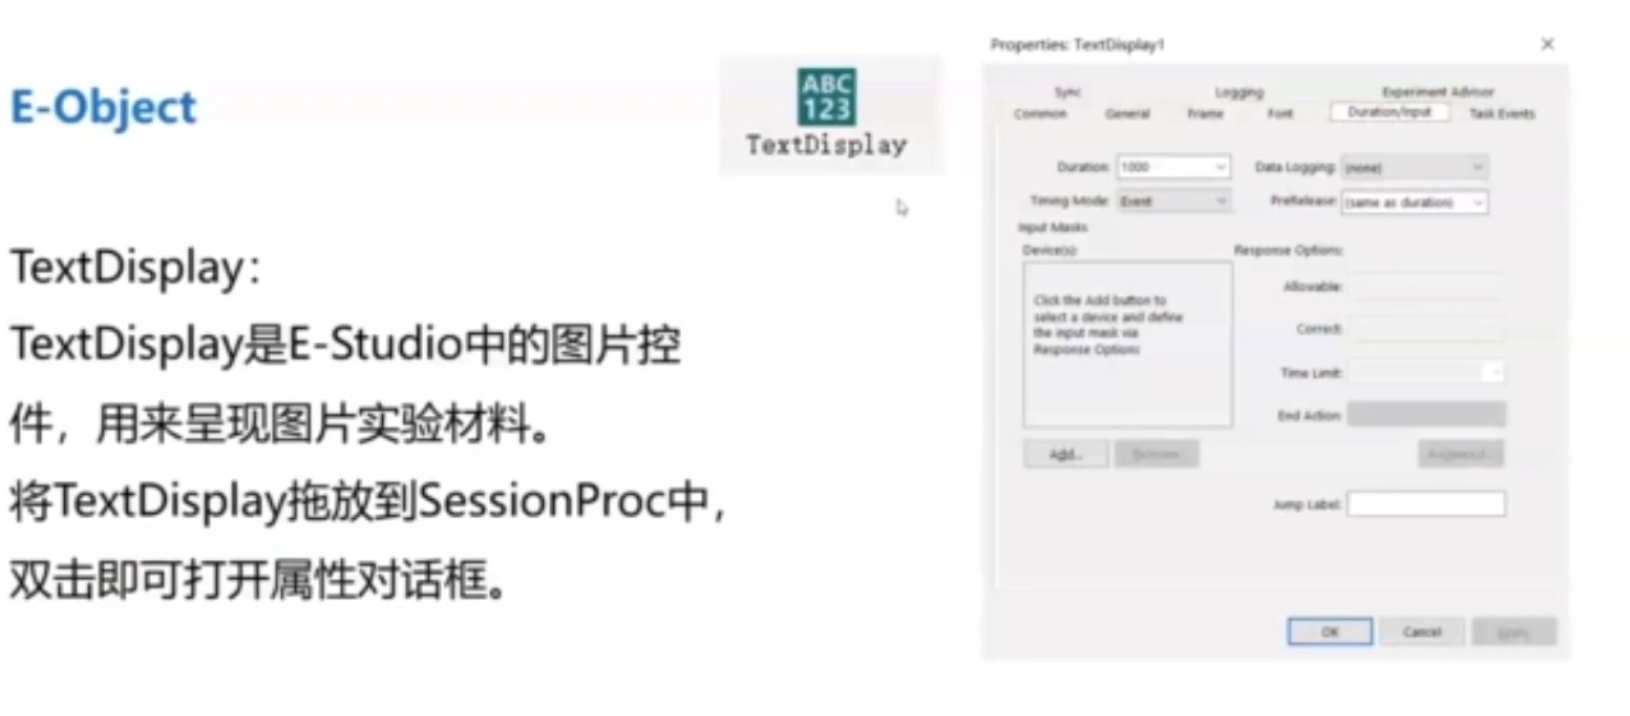 E-Object
ABC
123
TextDisplay
TextDisplay：
TextDisplay是E-Studio中的图片控
件，用来呈现图片实验材料。
将TextDisplay拖放到SessionProc中，
双击即可打开属性对话框。
Properties: TextDisplay1
Sync Logging Experiment Advisor
Common General Frame Font Duration/Input Task Events
Duration: 1000 Data Logging: (none)
Timing Mode: Event PreRelease: (same as duration)
Input Masks
Device(s): Response Options:
Click the Add button to
select a device and define
the input mask via
Response Options
Allowable:
Correct:
Time Limit:
End Action:
Add... Remove
Jump Label:
OK Cancel Apply